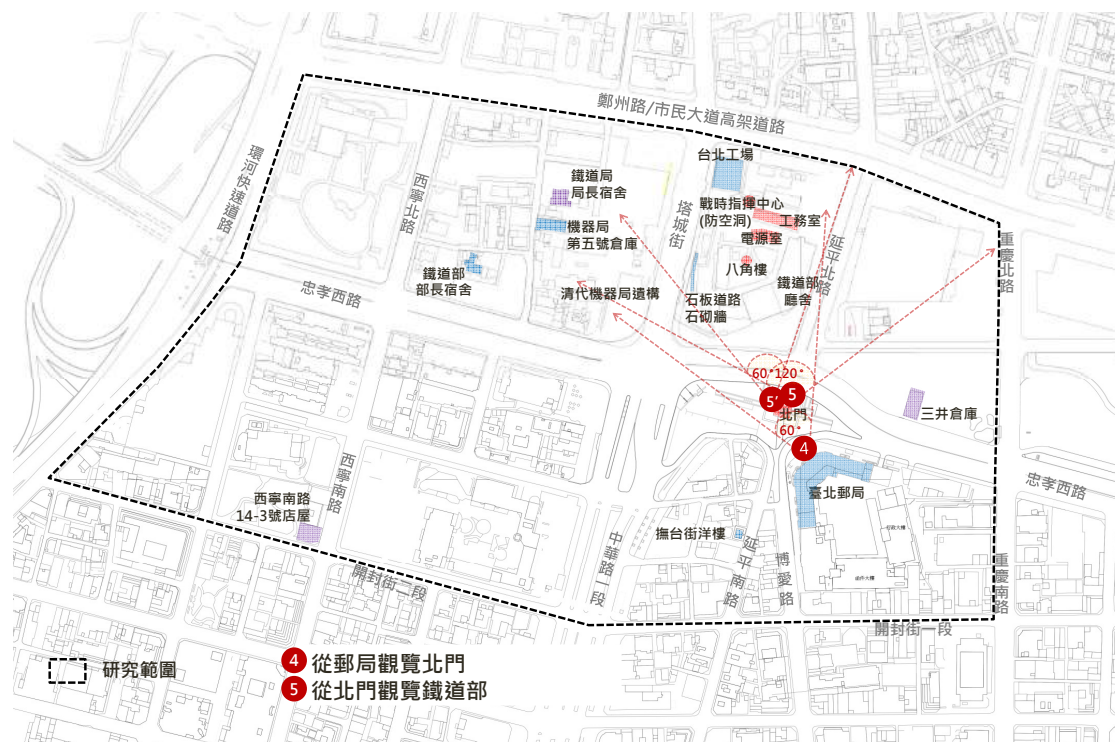 鄭州路/市民大道高架道路
環河快速道路
西寧北路
台北工場
鐵道局
局長宿舍
塔城街
戰時指揮中心
(防空洞)
工務室
機器局
第五號倉庫
電源室
延平北路
重慶北路
鐵道部
部長宿舍
八角樓
忠孝西路
清代機器局遺構
石板道路
石砌牆
鐵道部
廳舍
60°
120°
5'
5
北門
60°
三井倉庫
4
忠孝西路
臺北郵局
西寧南路
西寧南路
14-3號店屋
撫台街洋樓
中華路一段
延平南路
博愛路
行政大樓
重慶南路
開封街二段
開封街一段
研究範圍
4 從郵局觀覽北門
5 從北門觀覽鐵道部